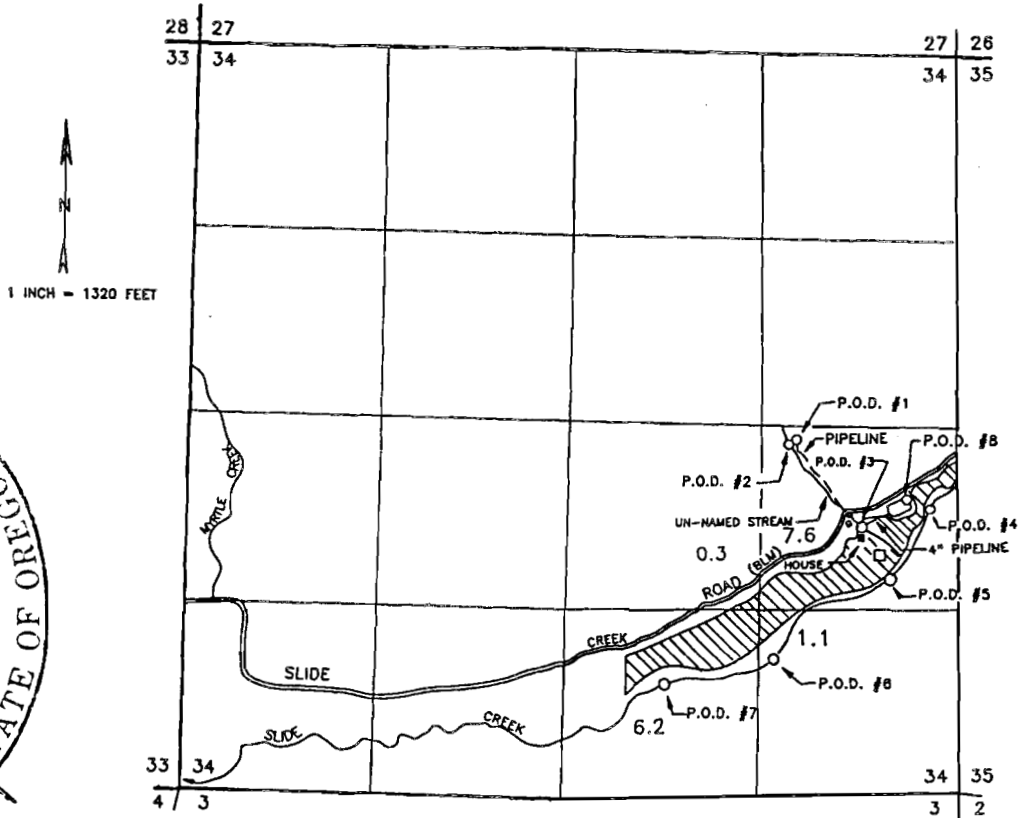 28 27
27 26
33 34
34 35
N
1 INCH = 1320 FEET
P.O.D. #1
PIPELINE
P.O.D. #8
P.O.D. #3
P.O.D. #2
MYRTLE CREEK
UN-NAMED STREAM
7.6
P.O.D. #4
0.3
4" PIPELINE
HOUSE
ROAD (BLM)
P.O.D. #5
CREEK
1.1
SLIDE
P.O.D. #6
P.O.D. #7
SLIDE CREEK
6.2
33 34
34 35
4 3
3 2
ATE OF OREGO